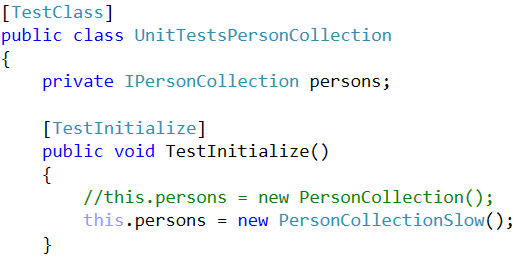 [TestClass]
public class UnitTestsPersonCollection
{
    private IPersonCollection persons;

    [TestInitialize]
    public void TestInitialize()
    {
        //this.persons = new PersonCollection();
        this.persons = new PersonCollectionSlow();
    }